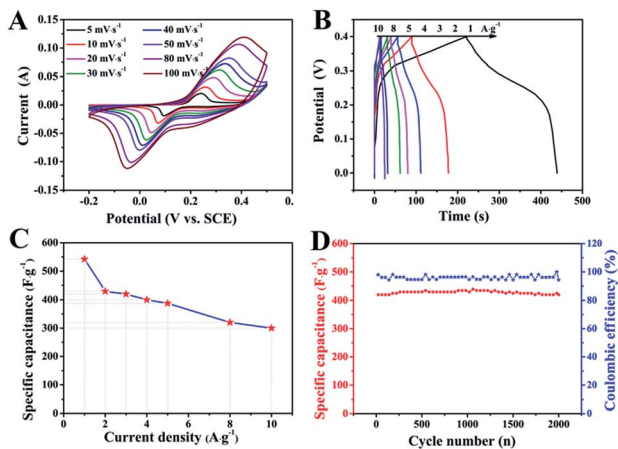 A
5 mV·s⁻¹
10 mV·s⁻¹
20 mV·s⁻¹
30 mV·s⁻¹
40 mV·s⁻¹
50 mV·s⁻¹
80 mV·s⁻¹
100 mV·s⁻¹
Current (A)
0.15
0.10
0.05
0.00
-0.05
-0.10
-0.15
-0.2 0.0 0.2 0.4 0.
Potential (V vs. SCE)
B
10 8 5 4 3 2 1 A·g⁻¹
Potential (V)
0.4
0.3
0.2
0.1
0.0
0 100 200 300 400 500
Time (s)
C
Specific capacitance (F·g⁻¹)
600
500
400
300
200
100
0
0 2 4 6 8 10
Current density (A·g⁻¹)
D
Specific capacitance (F·g⁻¹)
600
500
400
300
200
100
0
0 500 1000 1500 2000
Cycle number (n)
120
100
80
60
40
20
0
Coulombic efficiency (%)